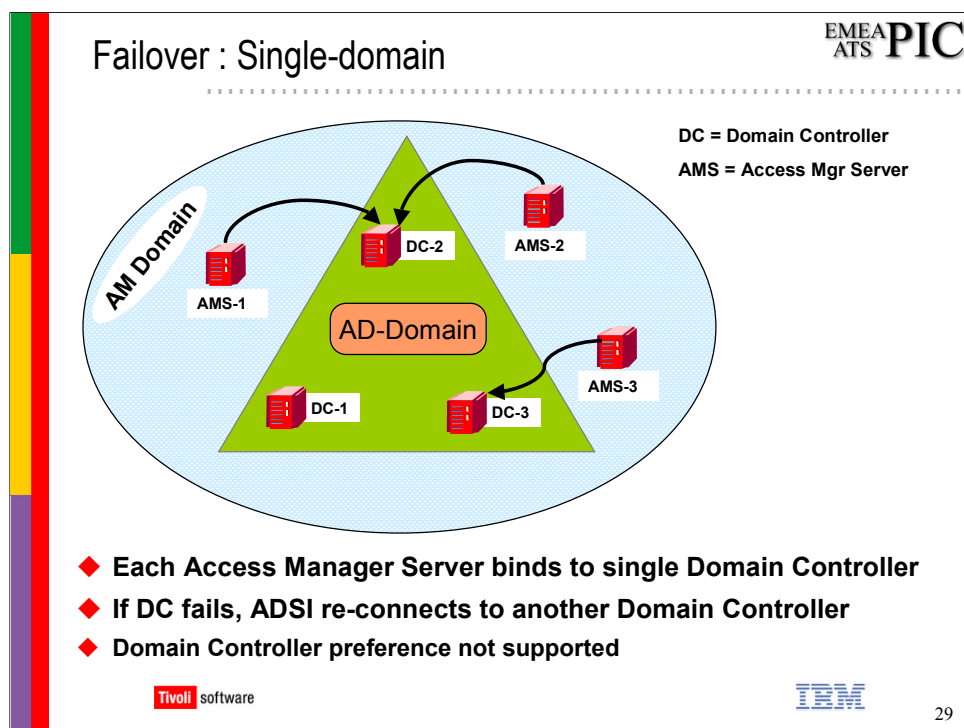 Failover : Single-domain
EMEA
ATS PIC
DC = Domain Controller
AMS = Access Mgr Server
AM Domain
AMS-1
DC-2
AMS-2
AD-Domain
AMS-3
DC-1
DC-3
Each Access Manager Server binds to single Domain Controller
If DC fails, ADSI re-connects to another Domain Controller
Domain Controller preference not supported
Tivoli software
IBM
29